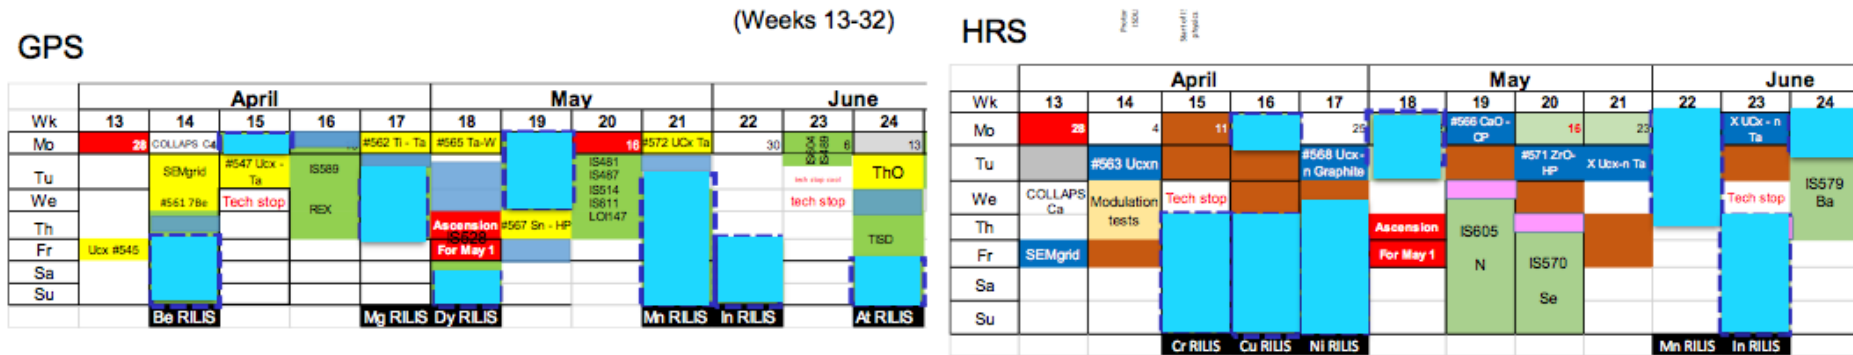 (Weeks 13-32)
GPS
April May June
Wk 13 14 15 16 17 18 19 20 21 22 23 24
Mo 28 COLLAPS Ca #562 Ti - Ta #565 Ta-W 16 #572 UCx Ta 30 IS604 IS489 6 13
Tu SEMgrid #547 Ucx - Ta IS589 IS481 IS487 ThO
We #561 7Be Tech stop REX IS514 IS611 LOI147 tech stop
Th Ascension #567 Sn - HP
IS628
TISD
Fr Ucx #545 For May 1
Sa
Su
Be RILIS Mg RILIS Dy RILIS Mn RILIS In RILIS At RILIS
HRS
April May June
Wk 13 14 15 16 17 18 19 20 21 22 23 24
Mo 28 4 11 25 #566 CaO - CP 16 23 X UCx - n Ta
Tu #563 Ucxn #568 Ucx- n Graphite #571 ZrO- HP X Ucx-n Ta
We COLLAPS Ca Modulation tests Tech stop Tech stop IS579 Ba
Th Ascension IS605 N
Fr SEMgrid For May 1 IS570 Se
Sa
Su
Cr RILIS Cu RILIS Ni RILIS Mn RILIS In RILIS